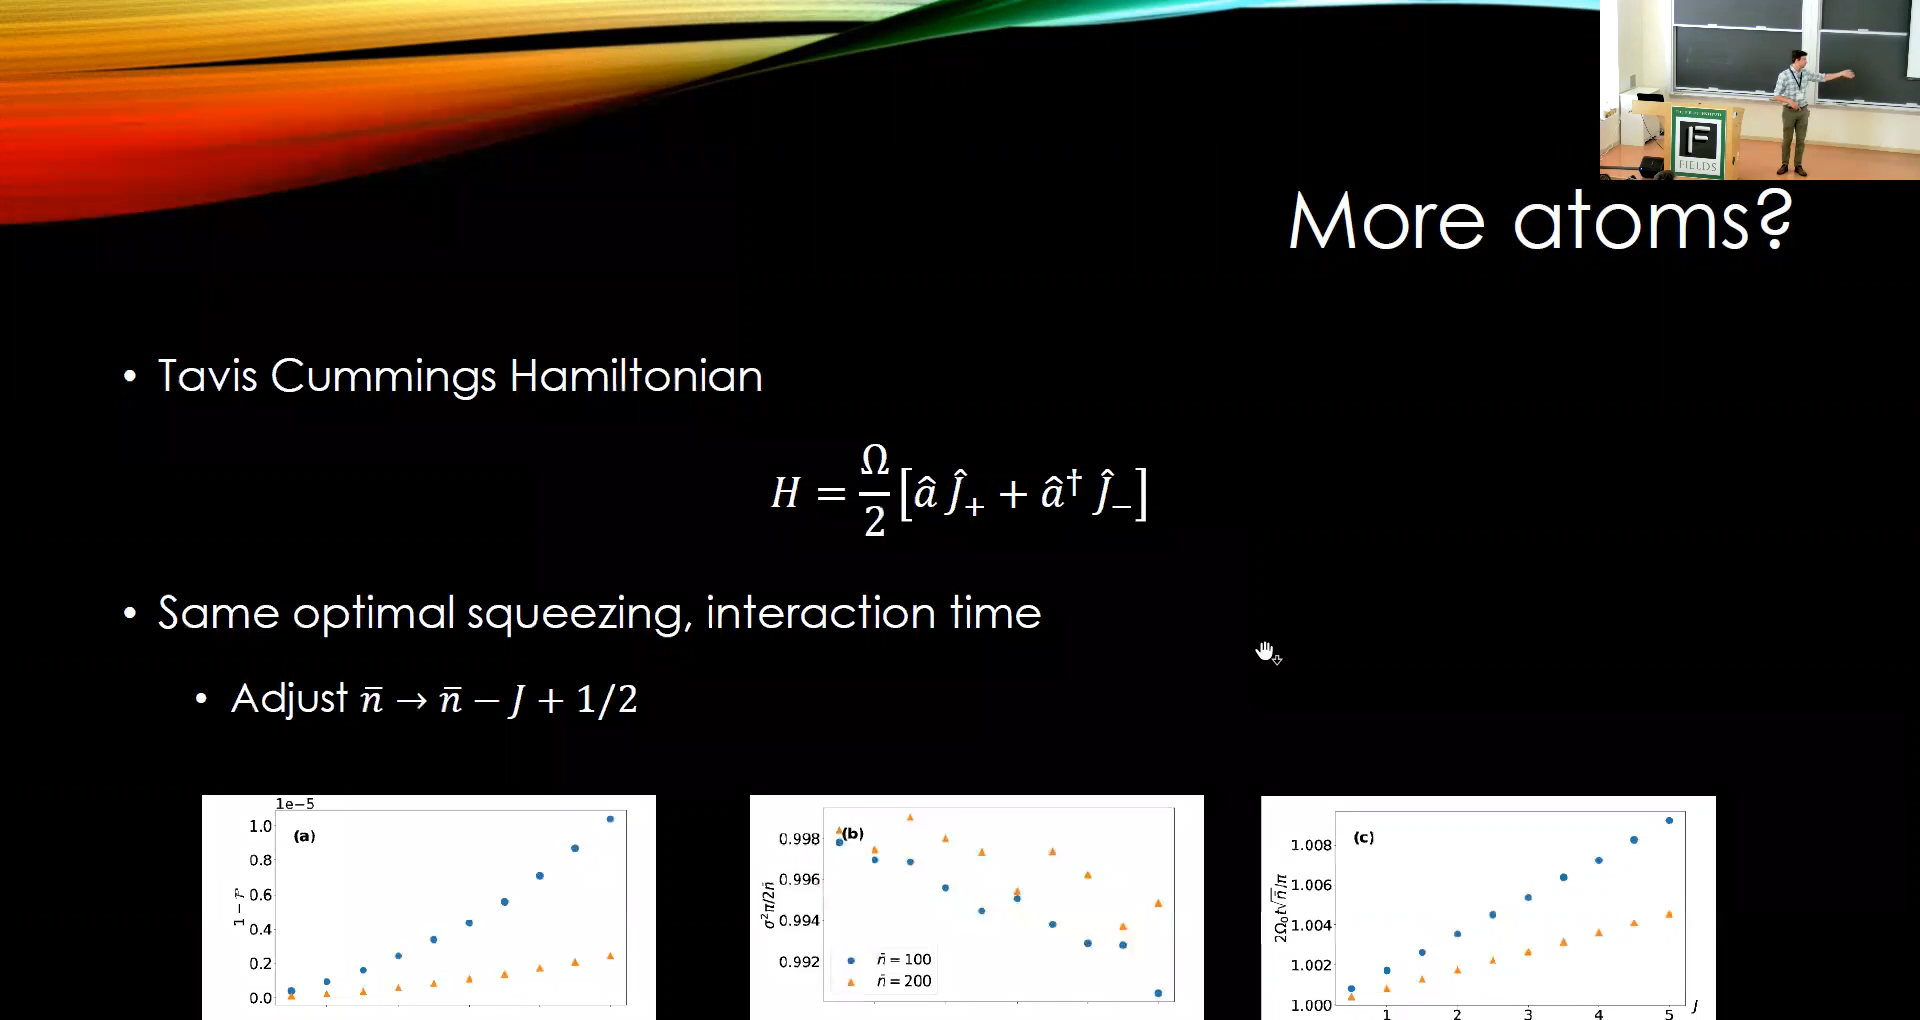 FIELDS
More atoms?
• Tavis Cummings Hamiltonian
H = Ω/2 [â Ĵ₊ + â† Ĵ₋]
• Same optimal squeezing, interaction time
• Adjust n̄ → n̄ − J + 1/2
1e−5
(a)
1.0
0.8
0.6
0.4
0.2
0.0
1 − ℱ
(b)
0.998
0.996
0.994
0.992
σ²π/2n̄
n̄ = 100
n̄ = 200
(c)
1.008
1.006
1.004
1.002
1.000
2Ω₀t√n̄/π
1 2 3 4 5 J